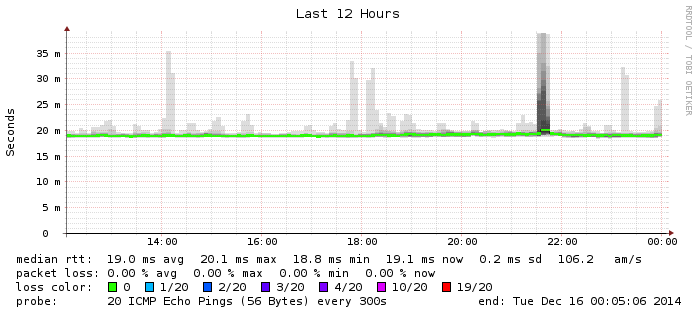 Last 12 Hours
RRDTOOL / TOBI OETIKER
Seconds
35 m
30 m
25 m
20 m
15 m
10 m
5 m
0
14:00 16:00 18:00 20:00 22:00 00:00
median rtt: 19.0 ms avg 20.1 ms max 18.8 ms min 19.1 ms now 0.2 ms sd 106.2 am/s
packet loss: 0.00 % avg 0.00 % max 0.00 % min 0.00 % now
loss color: 0 1/20 2/20 3/20 4/20 10/20 19/20
probe: 20 ICMP Echo Pings (56 Bytes) every 300s end: Tue Dec 16 00:05:06 2014